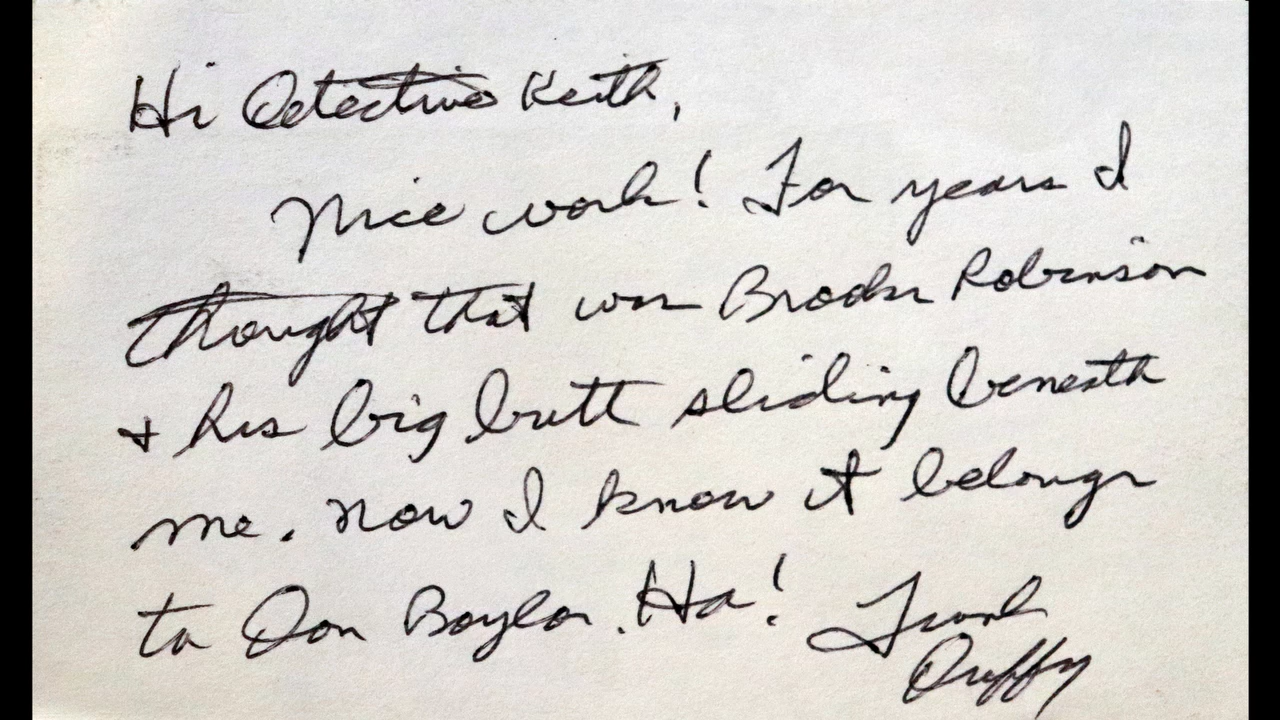 Hi Detective Keith,
Nice work! For years I
thought that was Brooks Robinson
+ his big butt sliding beneath
me. Now I know it belongs
to Don Baylor. Ha! Frank
Duffy